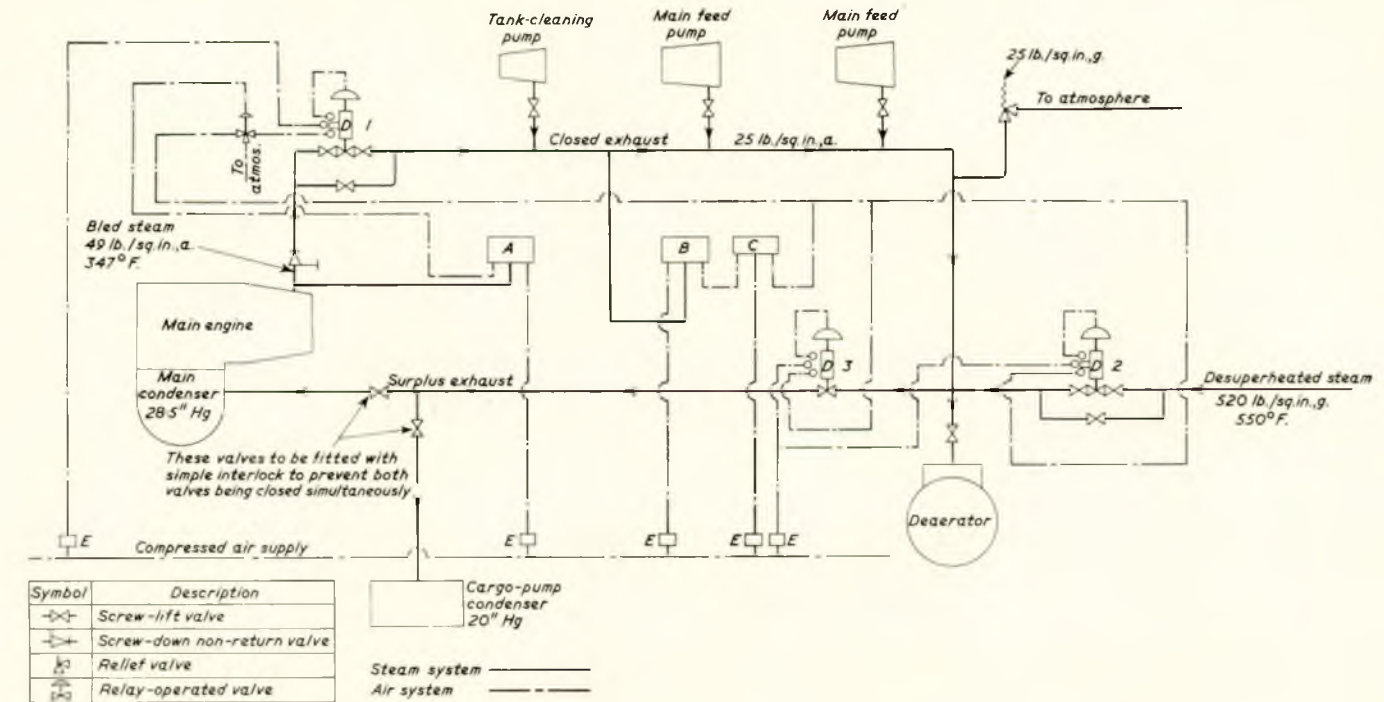 Tank-cleaning
pump
Main feed
pump
Main feed
pump
25 lb./sq.in.,g.
To atmosphere
D 1
To
atmos.
Closed exhaust
25 lb./sq.in.,a.
Bled steam
49 lb./sq.in.,a.
347°F.
A
B
C
Main engine
D 3
D 2
Main
condenser
28·5" Hg
Surplus exhaust
Desuperheated steam
520 lb./sq.in.,g.
550°F.
These valves to be fitted with
simple interlock to prevent both
valves being closed simultaneously
Deaerator
E
E
E
E
E
Compressed air supply
Cargo-pump
condenser
20" Hg
Symbol Description
Screw-lift valve
Screw-down non-return valve
Relief valve
Relay-operated valve
Steam system
Air system